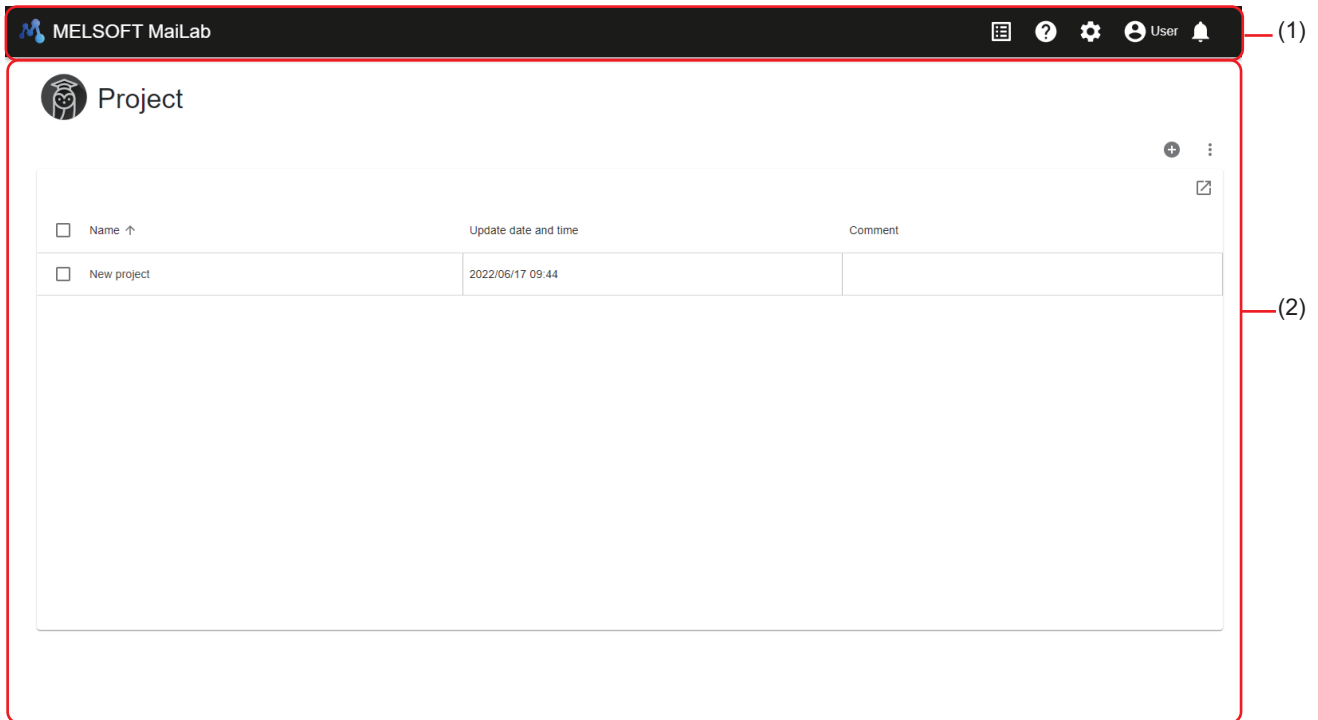 MELSOFT MaiLab
User
(1)
Project
Name
Update date and time
Comment
New project
2022/06/17 09:44
(2)